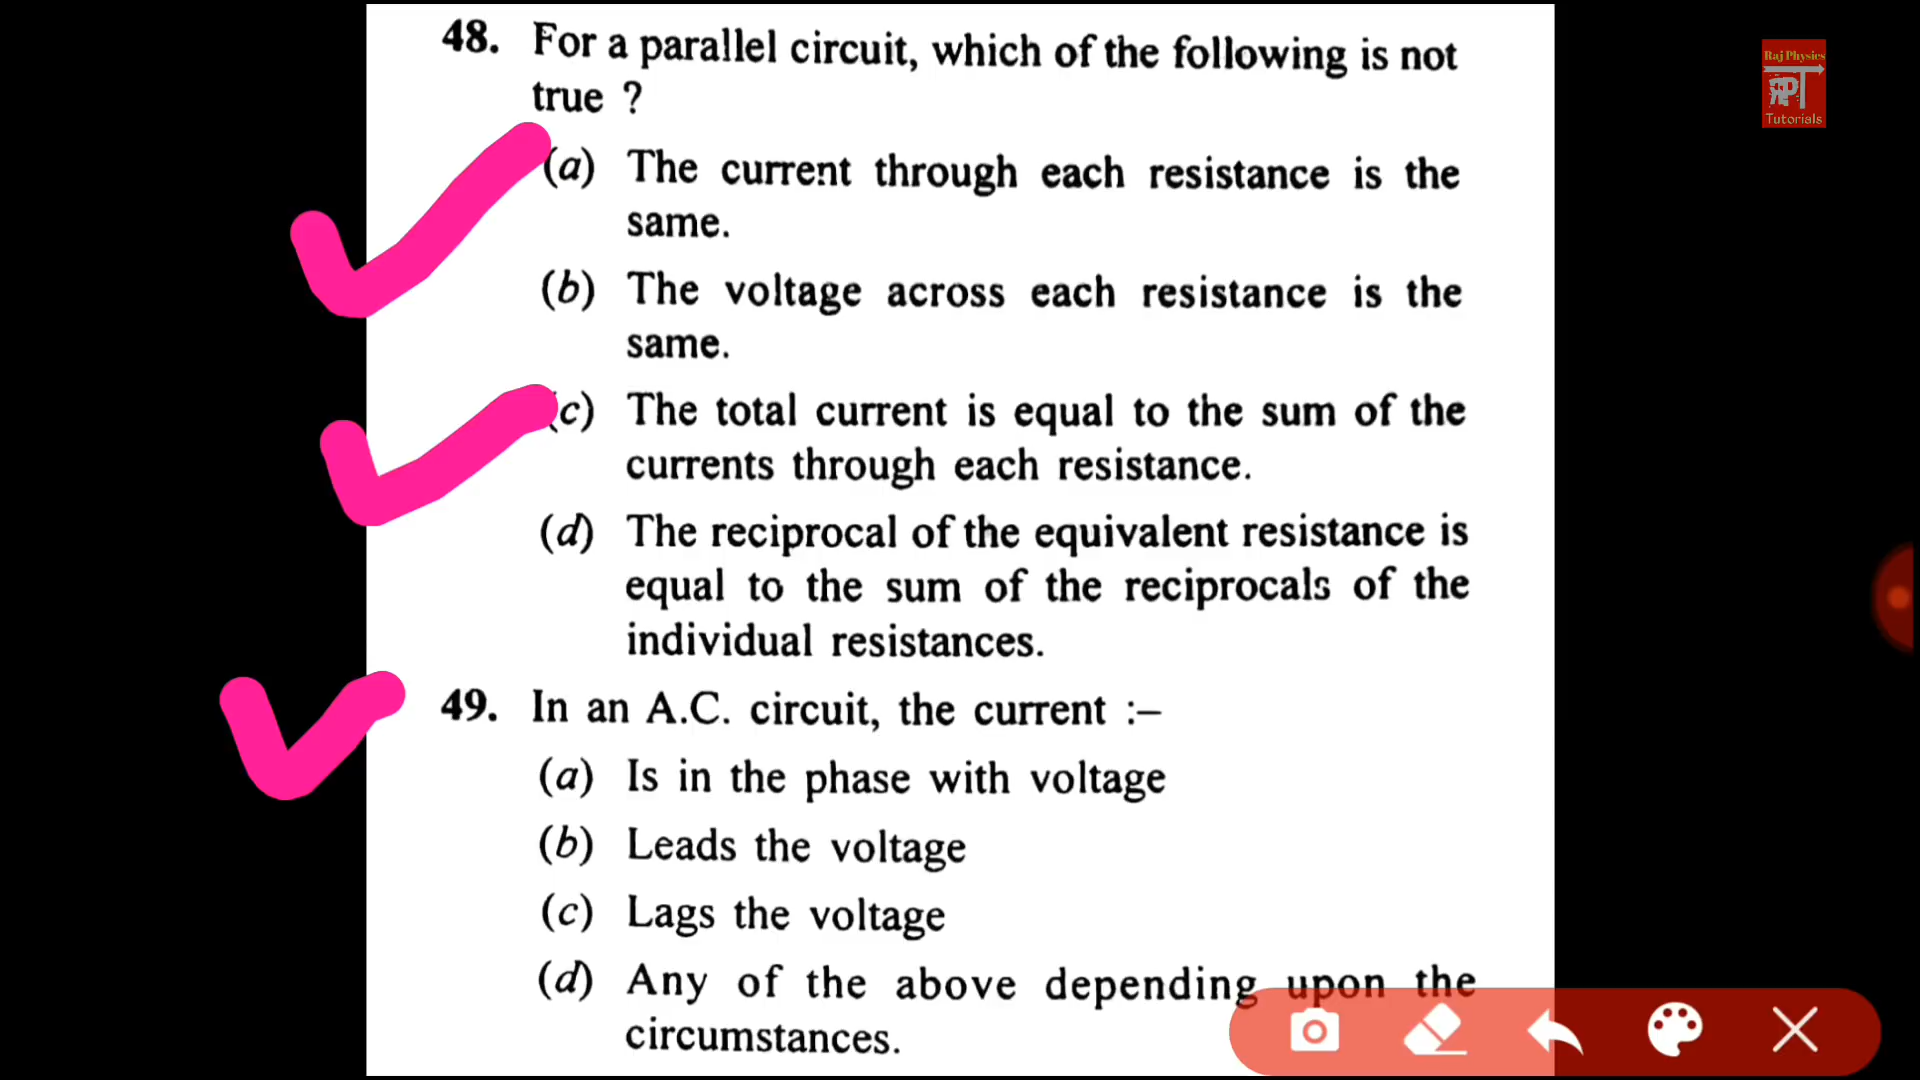 48. For a parallel circuit, which of the following is not
true ?
(a) The current through each resistance is the
same.
(b) The voltage across each resistance is the
same.
(c) The total current is equal to the sum of the
currents through each resistance.
(d) The reciprocal of the equivalent resistance is
equal to the sum of the reciprocals of the
individual resistances.
49. In an A.C. circuit, the current :–
(a) Is in the phase with voltage
(b) Leads the voltage
(c) Lags the voltage
(d) Any of the above depending upon the
circumstances.
Raj Physics
RPT
Tutorials